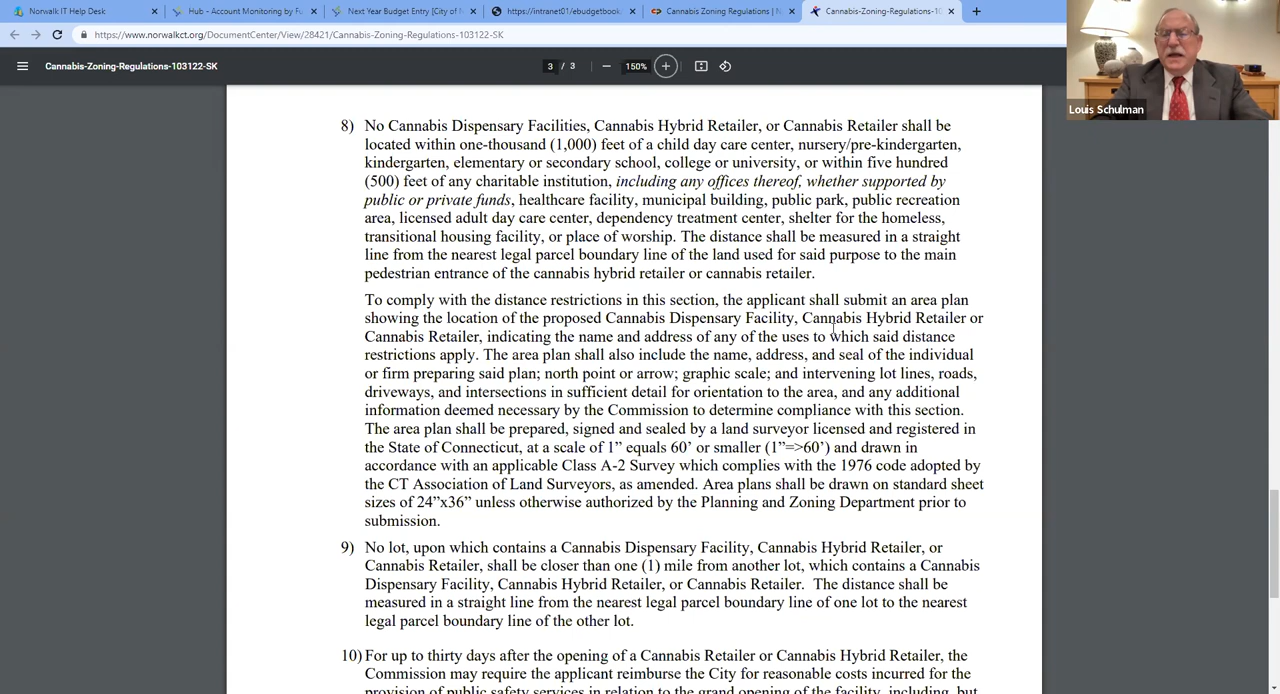 Norwalk IT Help Desk
Hub - Account Monitoring by Fu
Next Year Budget Entry [City of
https://intranet01/ebudgetbook
Cannabis Zoning Regulations | N
Cannabis-Zoning-Regulations-10
https://www.norwalkct.org/DocumentCenter/View/28421/Cannabis-Zoning-Regulations-103122-SK
Cannabis-Zoning-Regulations-103122-SK
3 / 3
150%
Louis Schulman
8) No Cannabis Dispensary Facilities, Cannabis Hybrid Retailer, or Cannabis Retailer shall be
located within one-thousand (1,000) feet of a child day care center, nursery/pre-kindergarten,
kindergarten, elementary or secondary school, college or university, or within five hundred
(500) feet of any charitable institution, including any offices thereof, whether supported by
public or private funds, healthcare facility, municipal building, public park, public recreation
area, licensed adult day care center, dependency treatment center, shelter for the homeless,
transitional housing facility, or place of worship. The distance shall be measured in a straight
line from the nearest legal parcel boundary line of the land used for said purpose to the main
pedestrian entrance of the cannabis hybrid retailer or cannabis retailer.
To comply with the distance restrictions in this section, the applicant shall submit an area plan
showing the location of the proposed Cannabis Dispensary Facility, Cannabis Hybrid Retailer or
Cannabis Retailer, indicating the name and address of any of the uses to which said distance
restrictions apply. The area plan shall also include the name, address, and seal of the individual
or firm preparing said plan; north point or arrow; graphic scale; and intervening lot lines, roads,
driveways, and intersections in sufficient detail for orientation to the area, and any additional
information deemed necessary by the Commission to determine compliance with this section.
The area plan shall be prepared, signed and sealed by a land surveyor licensed and registered in
the State of Connecticut, at a scale of 1” equals 60’ or smaller (1”=>60’) and drawn in
accordance with an applicable Class A-2 Survey which complies with the 1976 code adopted by
the CT Association of Land Surveyors, as amended. Area plans shall be drawn on standard sheet
sizes of 24”x36” unless otherwise authorized by the Planning and Zoning Department prior to
submission.
9) No lot, upon which contains a Cannabis Dispensary Facility, Cannabis Hybrid Retailer, or
Cannabis Retailer, shall be closer than one (1) mile from another lot, which contains a Cannabis
Dispensary Facility, Cannabis Hybrid Retailer, or Cannabis Retailer. The distance shall be
measured in a straight line from the nearest legal parcel boundary line of one lot to the nearest
legal parcel boundary line of the other lot.
10) For up to thirty days after the opening of a Cannabis Retailer or Cannabis Hybrid Retailer, the
Commission may require the applicant reimburse the City for reasonable costs incurred for the
provision of public safety services in relation to the grand opening of the facility, including, but